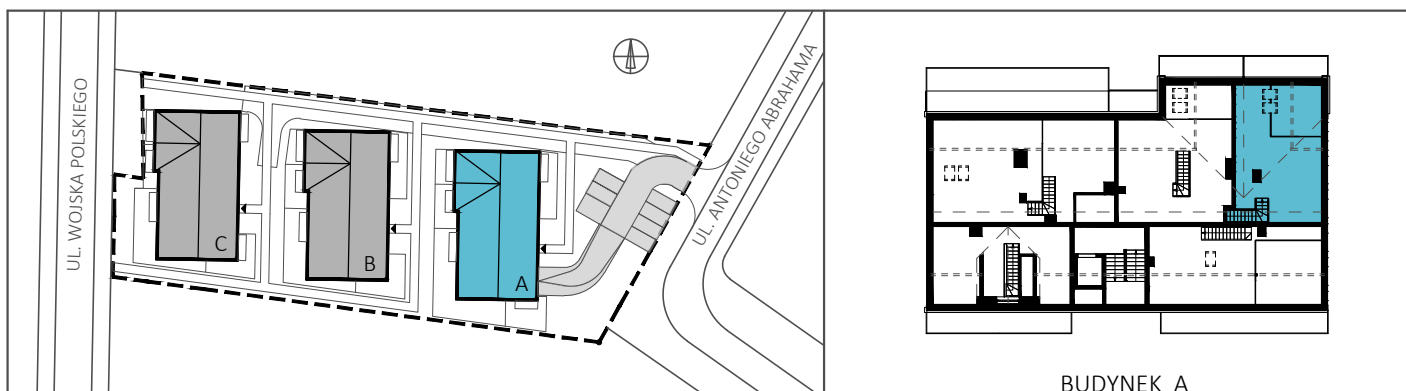 UL. WOJSKA POLSKIEGO
C
B
A
UL. ANTONIEGO ABRAHAMA
BUDYNEK A